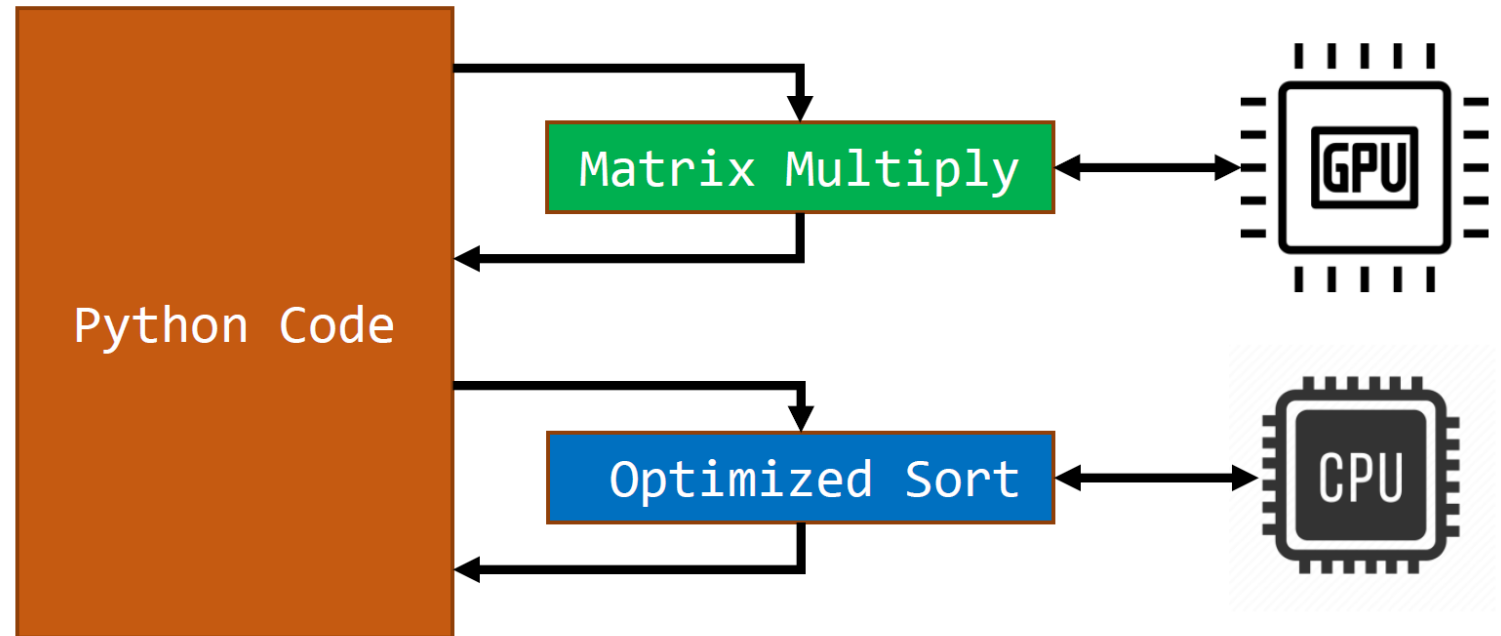 Matrix Multiply
GPU
Python Code
Optimized Sort
CPU